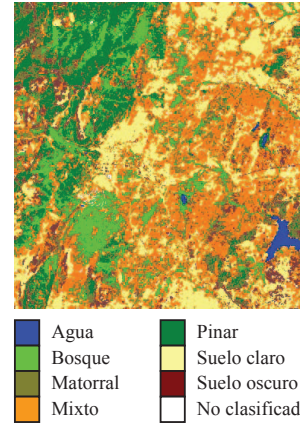 Agua
Bosque
Matorral
Mixto
Pinar
Suelo claro
Suelo oscuro
No clasificad